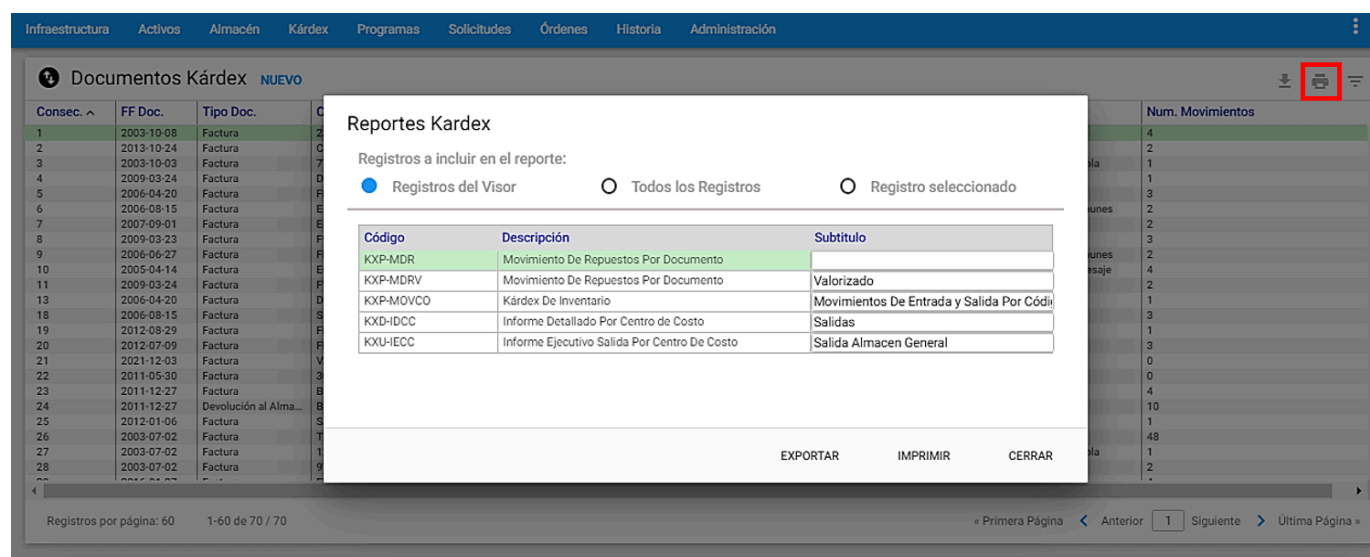 Infraestructura Activos Almacén Kárdex Programas Solicitudes Órdenes Historia Administración
Documentos Kárdex NUEVO
Consec. FF Doc. Tipo Doc. Num. Movimientos
Reportes Kardex
Registros a incluir en el reporte:
Registros del Visor Todos los Registros Registro seleccionado
Código Descripción Subtitulo
KXP-MDR Movimiento De Repuestos Por Documento
KXP-MDRV Movimiento De Repuestos Por Documento Valorizado
KXP-MOVCO Kárdex De Inventario Movimientos De Entrada y Salida Por Códi
KXD-IDCC Informe Detallado Por Centro de Costo Salidas
KXU-IECC Informe Ejecutivo Salida Por Centro De Costo Salida Almacen General
EXPORTAR IMPRIMIR CERRAR
1 2003-10-08 Factura 2 4
2 2013-10-24 Factura C 2
3 2003-10-03 Factura 7 1
4 2009-03-24 Factura D 1
5 2006-04-20 Factura 3
6 2006-08-15 Factura E unes 2
7 2007-09-01 Factura E 2
8 2009-03-23 Factura 3
9 2006-06-27 Factura unes 2
10 2005-04-14 Factura E esaje 4
11 2009-03-24 Factura 2
13 2006-04-20 Factura D 1
18 2006-08-15 Factura S 3
19 2012-08-29 Factura 1
20 2012-07-09 Factura 3
21 2021-12-03 Factura V 0
22 2011-05-30 Factura 3 0
23 2011-12-27 Factura B 4
24 2011-12-27 Devolución al Alma... B 10
25 2012-01-06 Factura S 1
26 2003-07-02 Factura T 48
27 2003-07-02 Factura 1 1
28 2003-07-02 Factura 9 2
Registros por página: 60 1-60 de 70 / 70 « Primera Página Anterior 1 Siguiente Última Página »